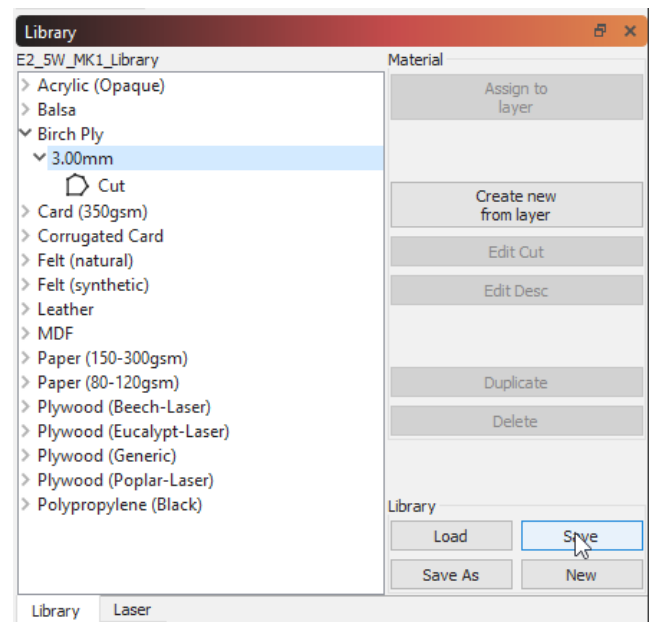 Library
E2_5W_MK1_Library
Acrylic (Opaque)
Balsa
Birch Ply
3.00mm
Cut
Card (350gsm)
Corrugated Card
Felt (natural)
Felt (synthetic)
Leather
MDF
Paper (150-300gsm)
Paper (80-120gsm)
Plywood (Beech-Laser)
Plywood (Eucalypt-Laser)
Plywood (Generic)
Plywood (Poplar-Laser)
Polypropylene (Black)
Material
Assign to
layer
Create new
from layer
Edit Cut
Edit Desc
Duplicate
Delete
Library
Load
Save
Save As
New
Library
Laser